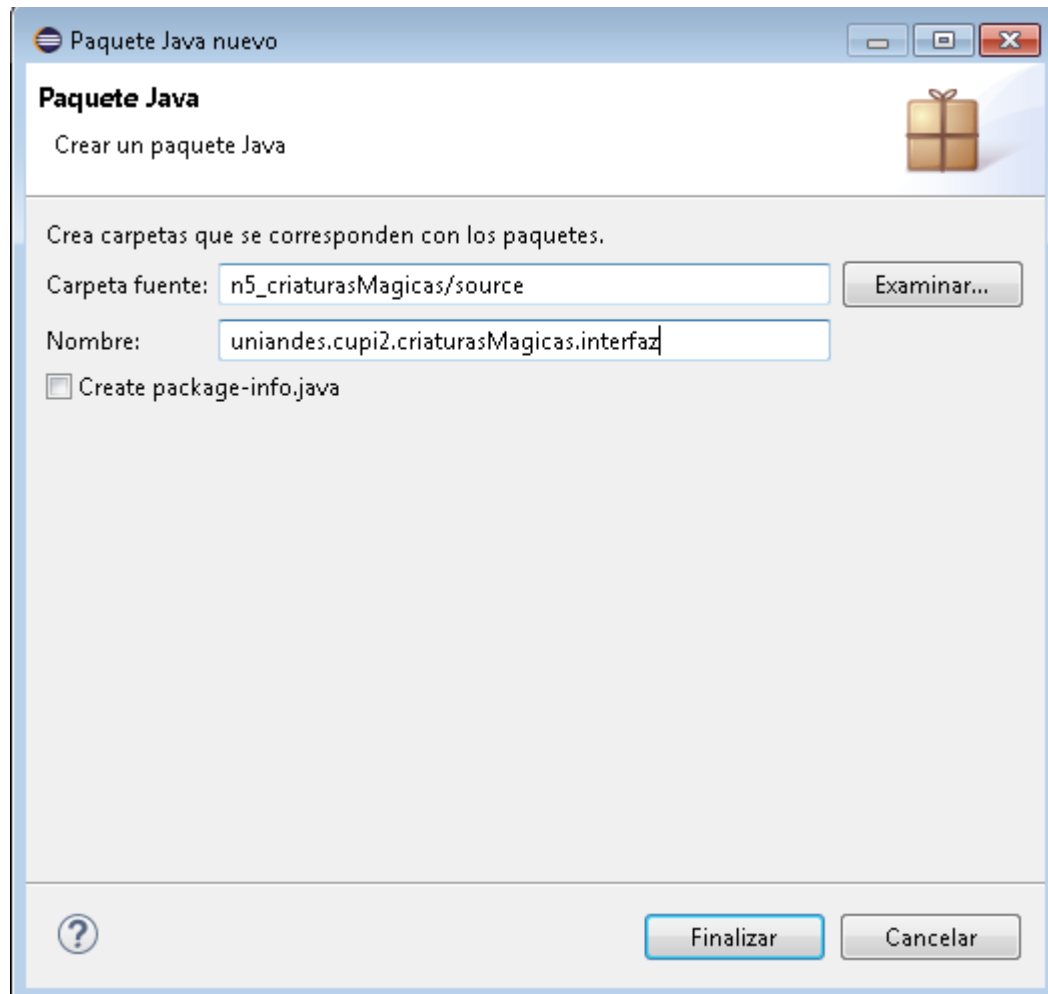 Paquete Java nuevo
Paquete Java
Crear un paquete Java
Crea carpetas que se corresponden con los paquetes.
Carpeta fuente: n5_criaturasMagicas/source Examinar...
Nombre: uniandes.cupi2.criaturasMagicas.interfaz
Create package-info.java
? Finalizar Cancelar